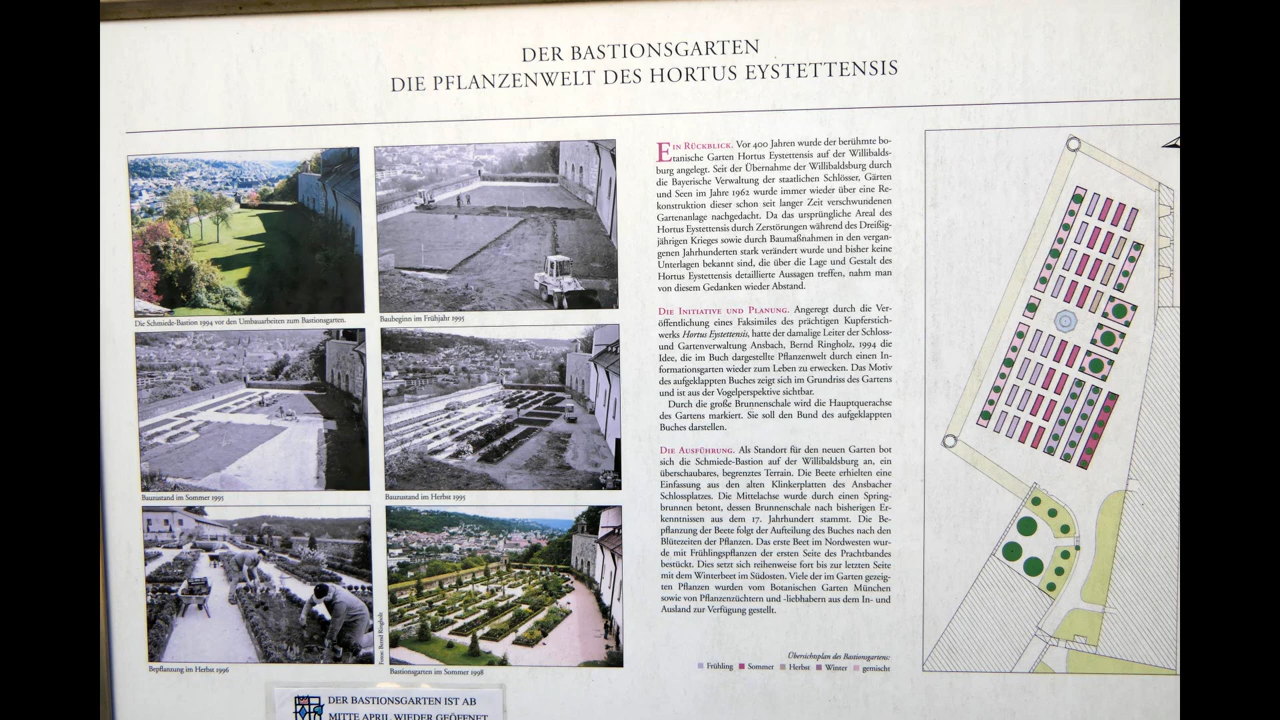 DER BASTIONSGARTEN
DIE PFLANZENWELT DES HORTUS EYSTETTENSIS
Die Schmiede-Bastion 1994 vor den Umbauarbeiten zum Bastionsgarten.
Baubeginn im Frühjahr 1995
Bauzustand im Sommer 1995
Bauzustand im Herbst 1995
Bepflanzung im Herbst 1996
Fotos: Bernd Ringholz
Bastionsgarten im Sommer 1998
EIN RÜCKBLICK. Vor 400 Jahren wurde der berühmte bo-
tanische Garten Hortus Eystettensis auf der Willibalds-
burg angelegt. Seit der Übernahme der Willibaldsburg durch
die Bayerische Verwaltung der staatlichen Schlösser, Gärten
und Seen im Jahre 1962 wurde immer wieder über eine Re-
konstruktion dieser schon seit langer Zeit verschwundenen
Gartenanlage nachgedacht. Da das ursprüngliche Areal des
Hortus Eystettensis durch Zerstörungen während des Dreißig-
jährigen Krieges sowie durch Baumaßnahmen in den vergan-
genen Jahrhunderten stark verändert wurde und bisher keine
Unterlagen bekannt sind, die über die Lage und Gestalt des
Hortus Eystettensis detaillierte Aussagen treffen, nahm man
von diesem Gedanken wieder Abstand.
DIE INITIATIVE UND PLANUNG. Angeregt durch die Ver-
öffentlichung eines Faksimiles des prächtigen Kupferstich-
werks Hortus Eystettensis, hatte der damalige Leiter der Schloss-
und Gartenverwaltung Ansbach, Bernd Ringholz, 1994 die
Idee, die im Buch dargestellte Pflanzenwelt durch einen In-
formationsgarten wieder zum Leben zu erwecken. Das Motiv
des aufgeklappten Buches zeigt sich im Grundriss des Gartens
und ist aus der Vogelperspektive sichtbar.
Durch die große Brunnenschale wird die Hauptquerachse
des Gartens markiert. Sie soll den Bund des aufgeklappten
Buches darstellen.
DIE AUSFÜHRUNG. Als Standort für den neuen Garten bot
sich die Schmiede-Bastion auf der Willibaldsburg an, ein
überschaubares, begrenztes Terrain. Die Beete erhielten eine
Einfassung aus den alten Klinkerplatten des Ansbacher
Schlossplatzes. Die Mittelachse wurde durch einen Spring-
brunnen betont, dessen Brunnenschale nach bisherigen Er-
kenntnissen aus dem 17. Jahrhundert stammt. Die Be-
pflanzung der Beete folgt der Aufteilung des Buches nach den
Blütezeiten der Pflanzen. Das erste Beet im Nordwesten wur-
de mit Frühlingspflanzen der ersten Seite des Prachtbandes
bestückt. Dies setzt sich reihenweise fort bis zur letzten Seite
mit dem Winterbeet im Südosten. Viele der im Garten gezeig-
ten Pflanzen wurden vom Botanischen Garten München
sowie von Pflanzenzüchtern und -liebhabern aus dem In- und
Ausland zur Verfügung gestellt.
Übersichtsplan des Bastionsgartens:
Frühling Sommer Herbst Winter gemischt
DER BASTIONSGARTEN IST AB
MITTE APRIL WIEDER GEÖFFNET